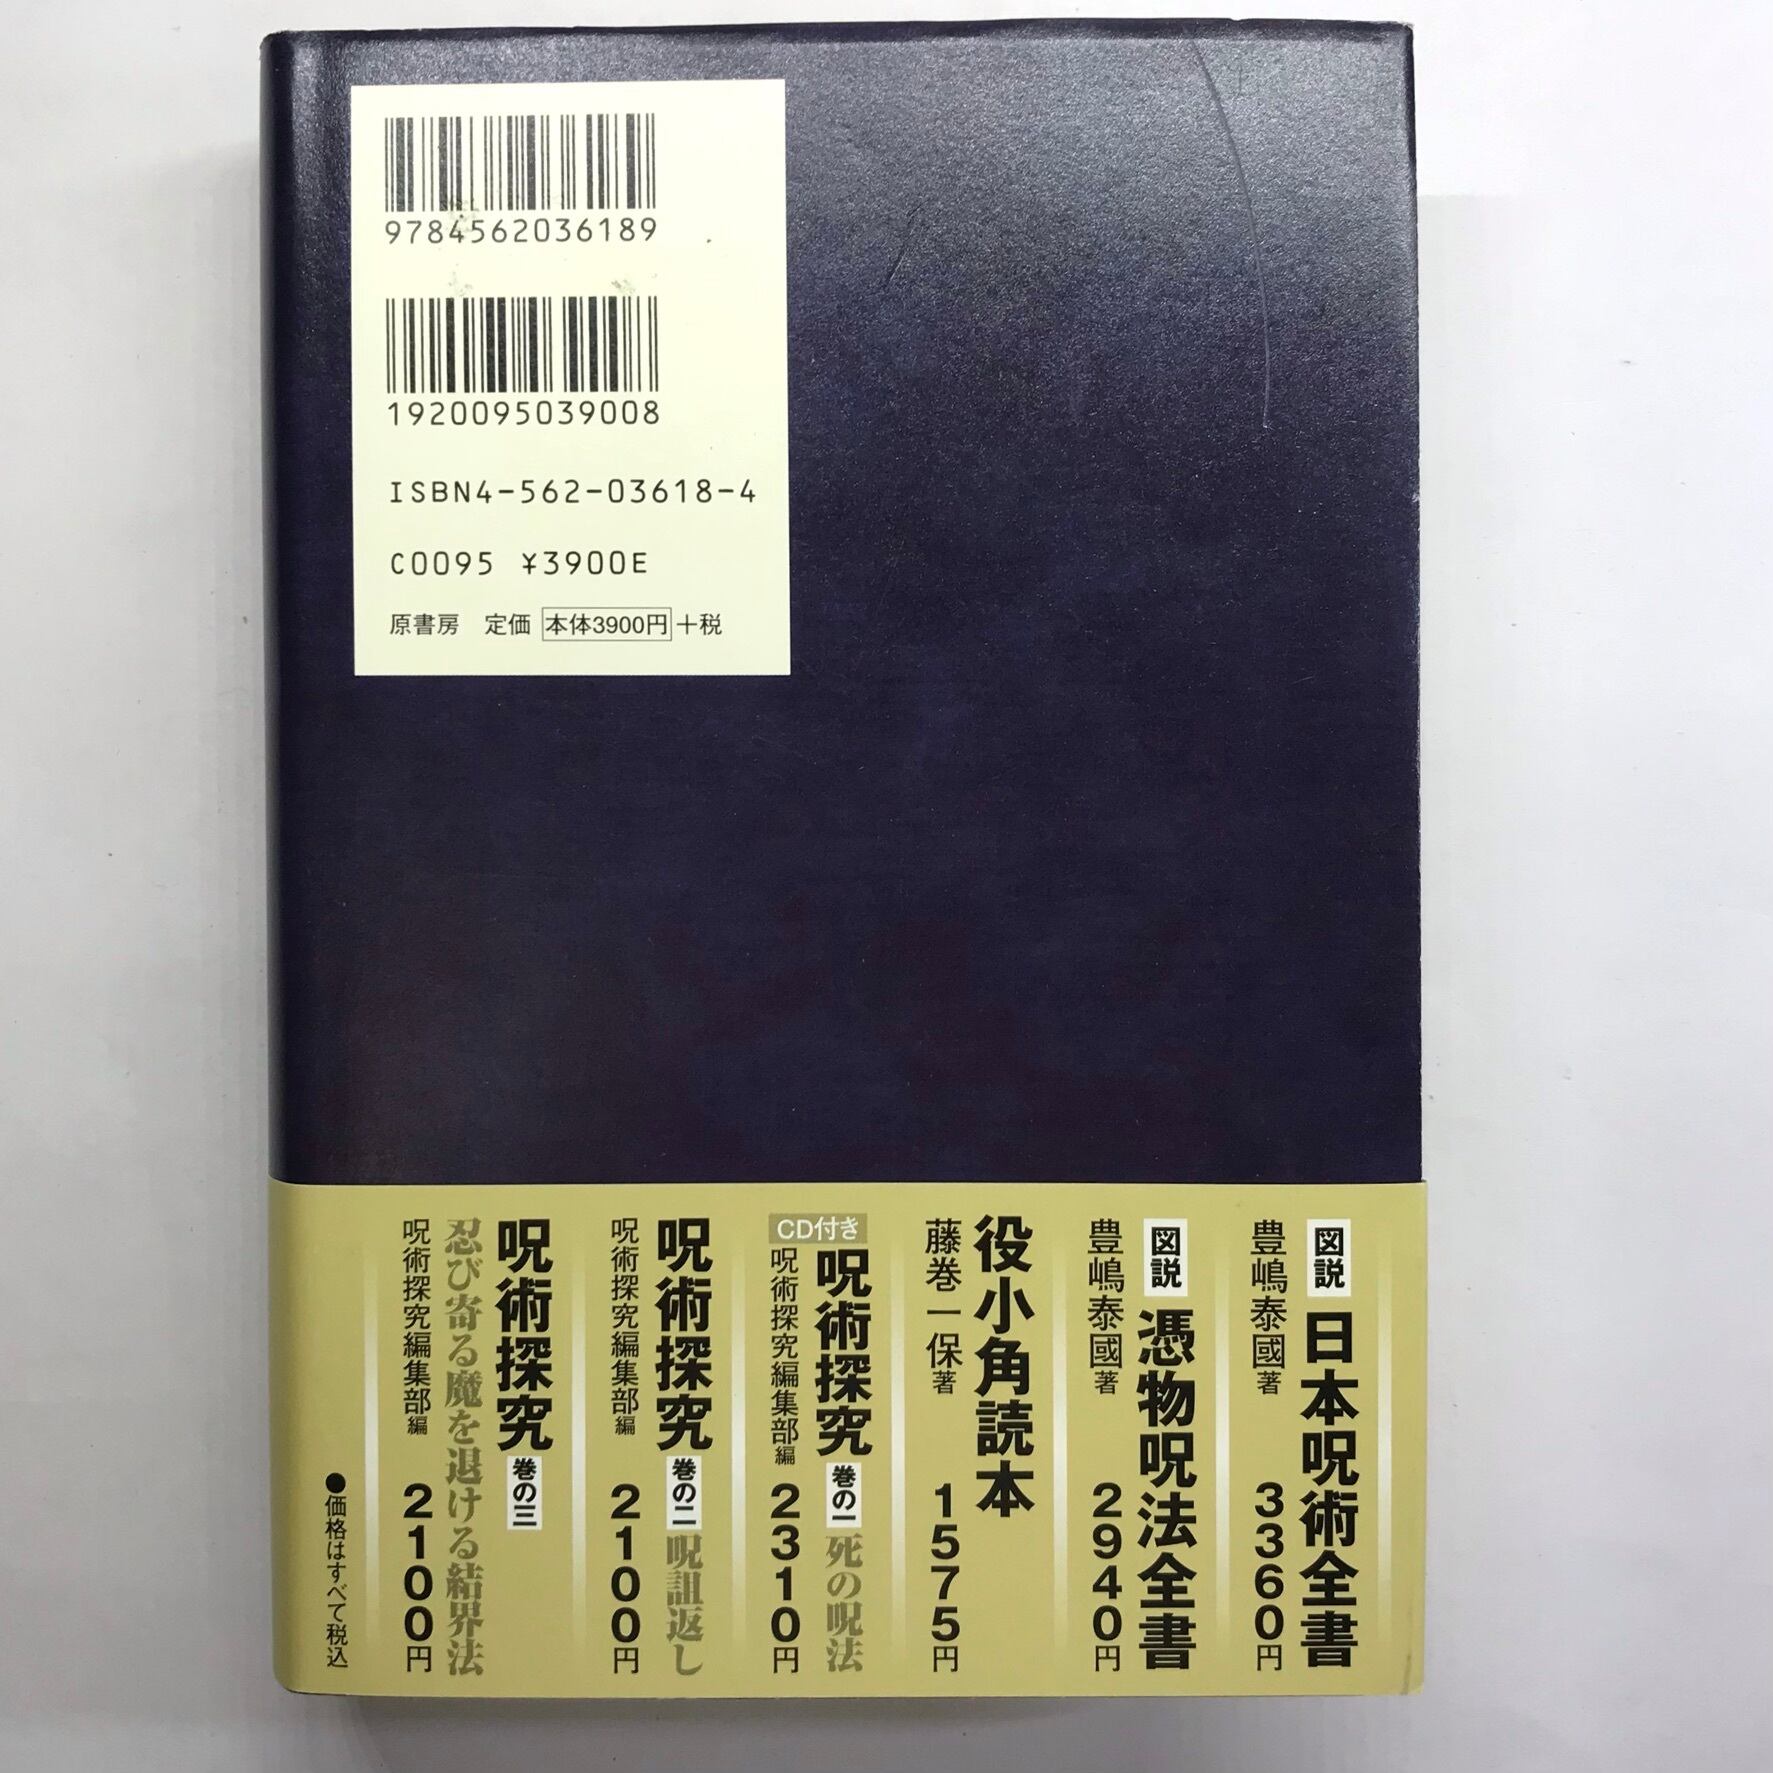 9784562036189
1920095039008
ISBN4-562-03618-4
C0095 ¥3900E
原書房 定価 本体3900円+税
図説 日本呪術全書
豊嶋泰國著 3360円
図説 憑物呪法全書
豊嶋泰國著 2940円
役小角読本
藤巻一保著 1575円
CD付き
呪術探究 巻の一 死の呪法
呪術探究編集部編 2310円
呪術探究 巻の二 呪詛返し
呪術探究編集部編 2100円
呪術探究 巻の三
忍び寄る魔を退ける結界法
呪術探究編集部編 2100円
●価格はすべて税込